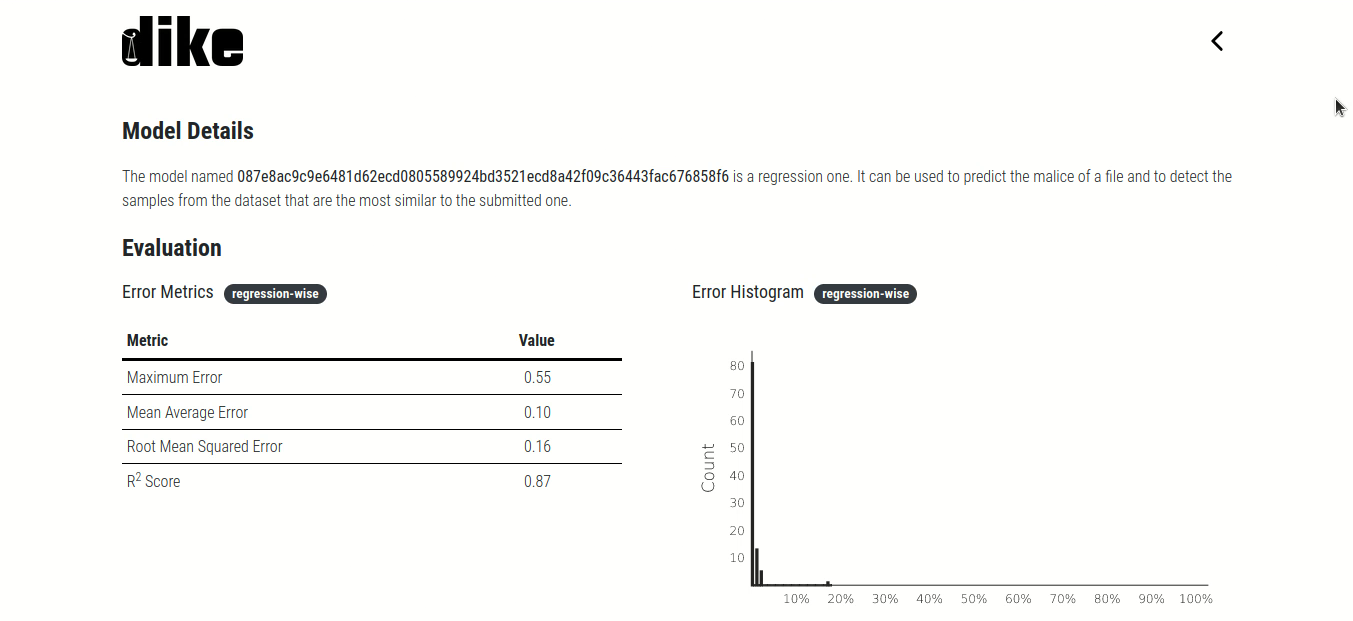 dike
Model Details
The model named 087e8ac9c9e6481d62ecd0805589924bd3521ecd8a42f09c36443fac676858f6 is a regression one. It can be used to predict the malice of a file and to detect the
samples from the dataset that are the most similar to the submitted one.
Evaluation
Error Metrics regression-wise
Metric Value
Maximum Error 0.55
Mean Average Error 0.10
Root Mean Squared Error 0.16
R² Score 0.87
Error Histogram regression-wise
Count
80
70
60
50
40
30
20
10
10% 20% 30% 40% 50% 60% 70% 80% 90% 100%